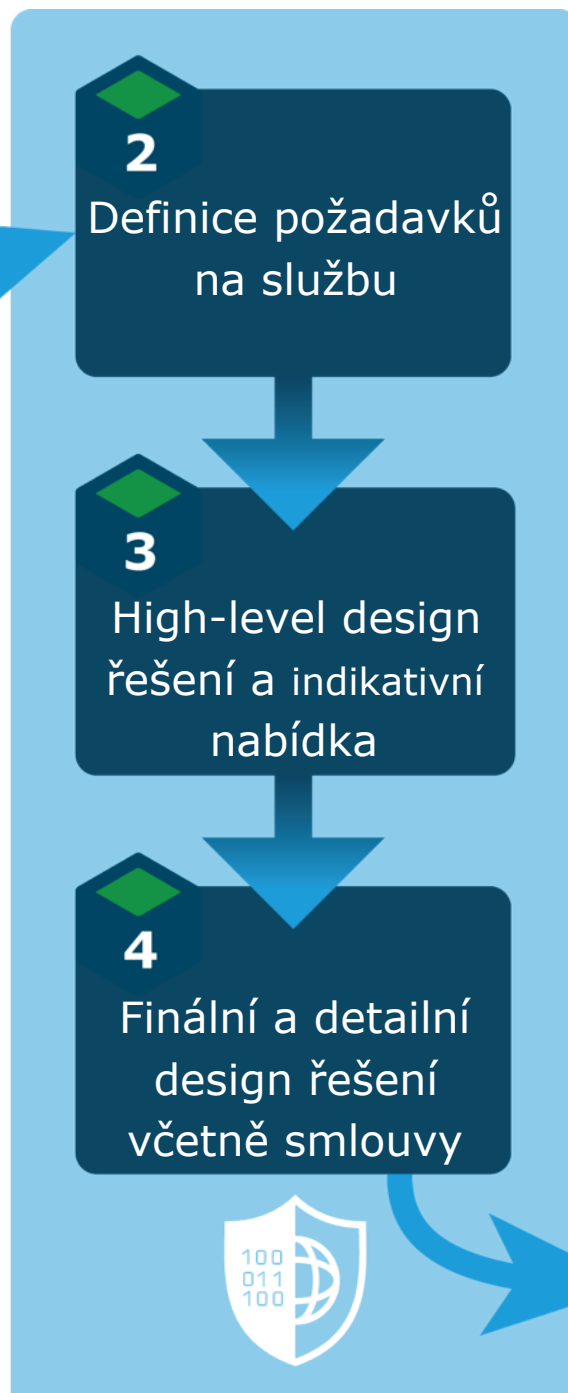 2
Definice požadavků
na službu
3
High-level design
řešení a indikativní
nabídka
4
Finální a detailní
design řešení
včetně smlouvy
100
011
100